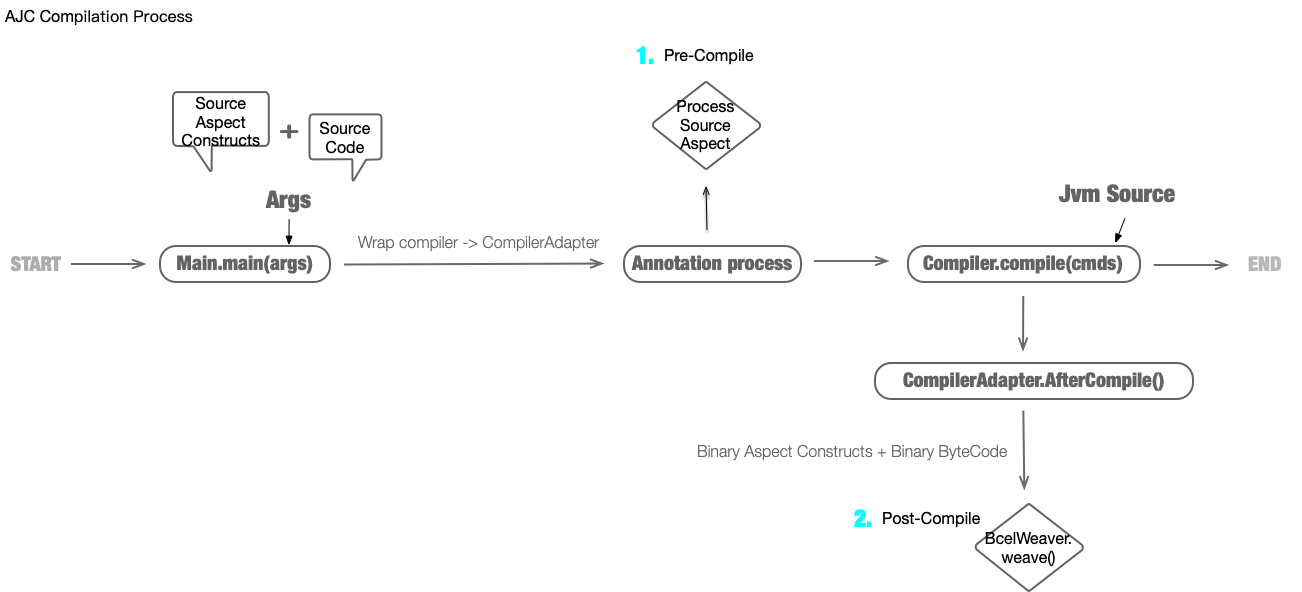 AJC Compilation Process
1. Pre-Compile
Source
Aspect
Constructs
+
Source
Code
Process
Source
Aspect
Args
Jvm Source
START
Main.main(args)
Wrap compiler -> CompilerAdapter
Annotation process
Compiler.compile(cmds)
END
CompilerAdapter.AfterCompile()
Binary Aspect Constructs + Binary ByteCode
2. Post-Compile
BcelWeaver.
weave()